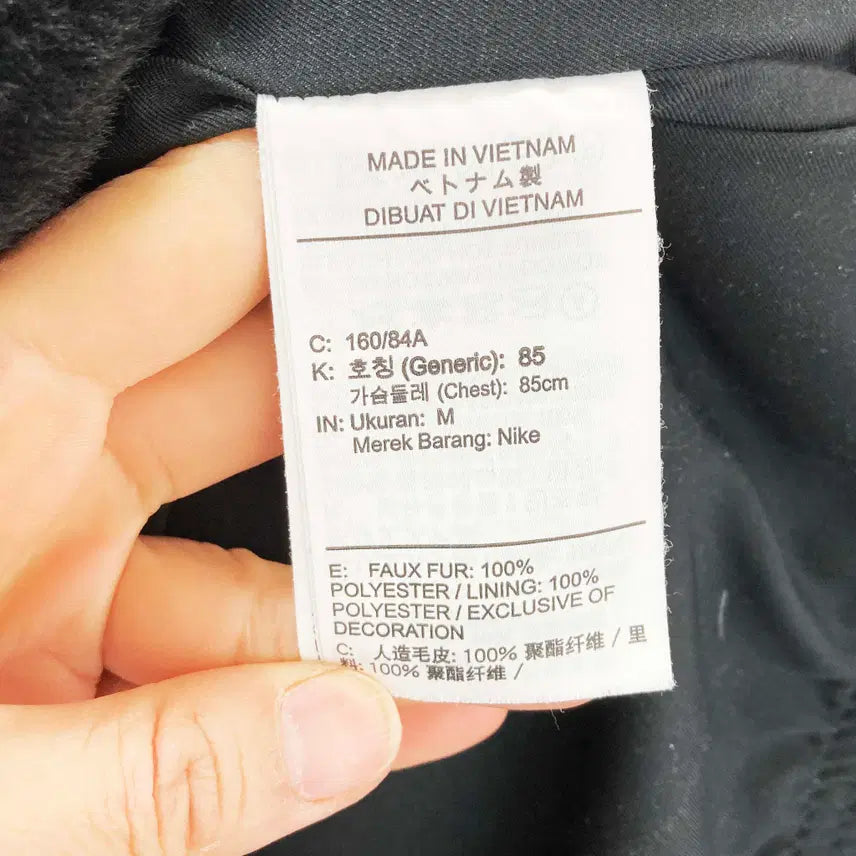 MADE IN VIETNAM
ベトナム製
DIBUAT DI VIETNAM
C: 160/84A
K: 호칭 (Generic): 85
가슴둘레 (Chest): 85cm
IN: Ukuran: M
Merek Barang: Nike
E: FAUX FUR: 100%
POLYESTER / LINING: 100%
POLYESTER / EXCLUSIVE OF
DECORATION
C: 人造毛皮: 100% 聚酯纤维 / 里
料: 100% 聚酯纤维 /